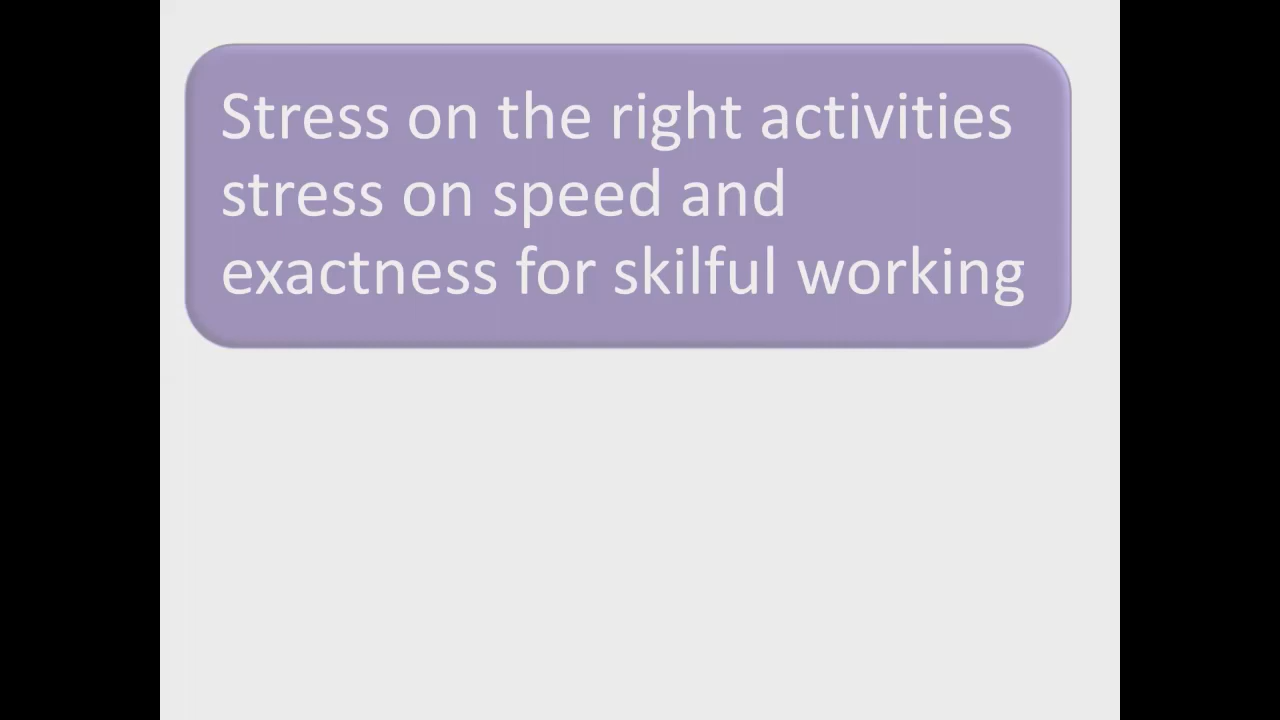 Stress on the right activities
stress on speed and
exactness for skilful working